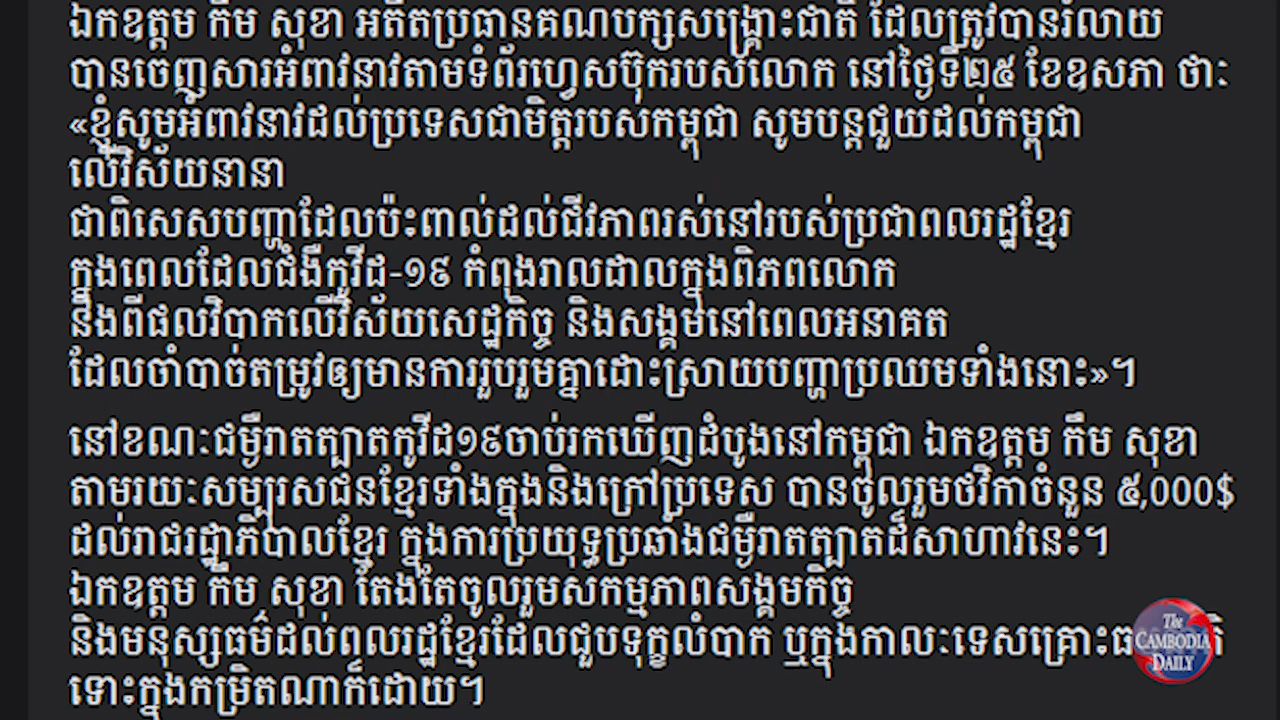 ឯកឧត្តម កឹម សុខា អតីតប្រធានគណបក្សសង្គ្រោះជាតិ ដែលត្រូវបានរំលាយ
បានចេញសារអំពាវនាវតាមទំព័រហ្វេសប៊ុករបស់លោក នៅថ្ងៃទី២៥ ខែឧសភា ថាៈ
«ខ្ញុំសូមអំពាវនាវដល់ប្រទេសជាមិត្តរបស់កម្ពុជា សូមបន្តជួយដល់កម្ពុជា
លើវិស័យនានា
ជាពិសេសបញ្ហាដែលប៉ះពាល់ដល់ជីវភាពរស់នៅរបស់ប្រជាពលរដ្ឋខ្មែរ
ក្នុងពេលដែលជំងឺកូវីដ-១៩ កំពុងរាលដាលក្នុងពិភពលោក
និងពីផលវិបាកលើវិស័យសេដ្ឋកិច្ច និងសង្គមនៅពេលអនាគត
ដែលចាំបាច់តម្រូវឲ្យមានការរួបរួមគ្នាដោះស្រាយបញ្ហាប្រឈមទាំងនោះ»។
នៅខណៈជម្ងឺរាតត្បាតកូវីដ១៩ចាប់រកឃើញដំបូងនៅកម្ពុជា ឯកឧត្តម កឹម សុខា
តាមរយៈសម្បុរសជនខ្មែរទាំងក្នុងនិងក្រៅប្រទេស បានចូលរួមថវិកាចំនួន ៥,000$
ដល់រាជរដ្ឋាភិបាលខ្មែរ ក្នុងការប្រយុទ្ធប្រឆាំងជម្ងឺរាតត្បាតដ៏សាហាវនេះ។
ឯកឧត្តម កឹម សុខា តែងតែចូលរួមសកម្មភាពសង្គមកិច្ច
និងមនុស្សធម៌ដល់ពលរដ្ឋខ្មែរដែលជួបទុក្ខលំបាក ឬក្នុងកាលៈទេសគ្រោះ
ទោះក្នុងកម្រិតណាក៏ដោយ។
The
CAMBODIA
DAILY